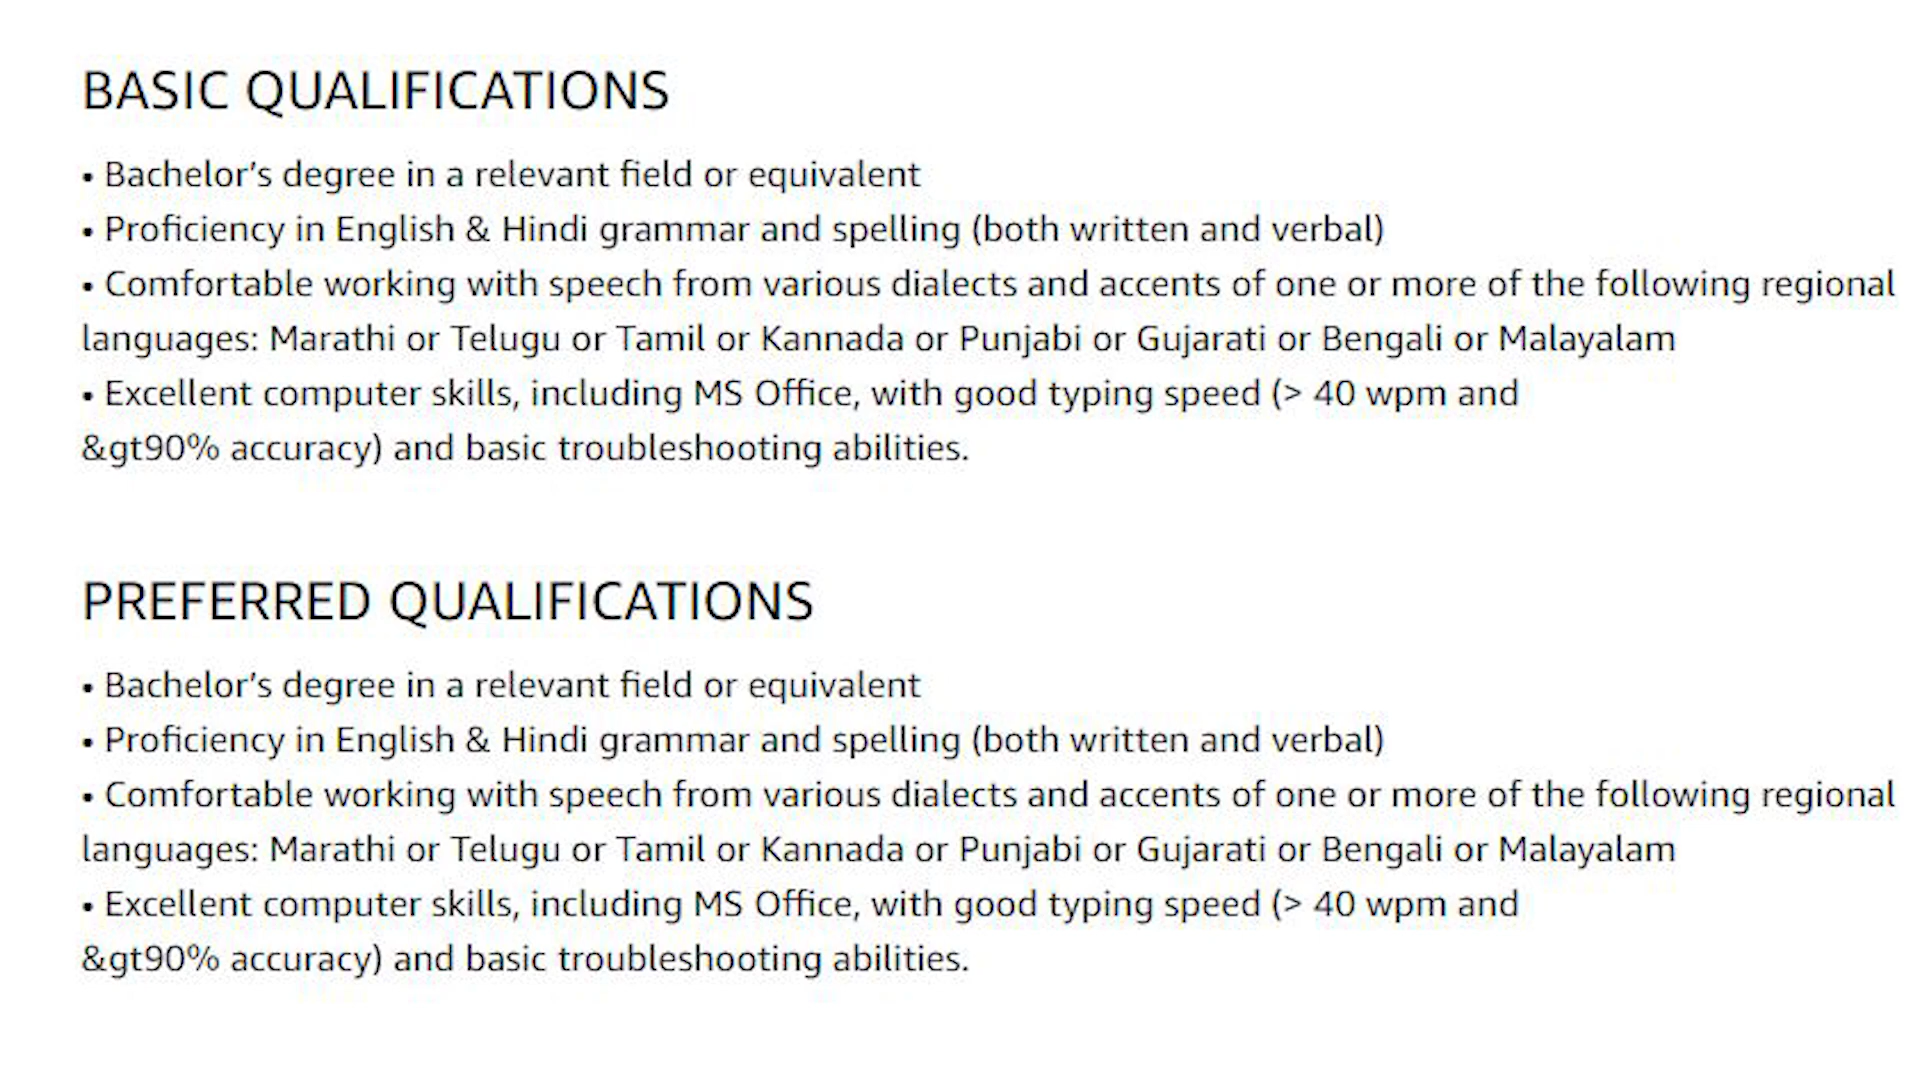 BASIC QUALIFICATIONS
• Bachelor’s degree in a relevant field or equivalent
• Proficiency in English & Hindi grammar and spelling (both written and verbal)
• Comfortable working with speech from various dialects and accents of one or more of the following regional
languages: Marathi or Telugu or Tamil or Kannada or Punjabi or Gujarati or Bengali or Malayalam
• Excellent computer skills, including MS Office, with good typing speed (> 40 wpm and
&gt90% accuracy) and basic troubleshooting abilities.
PREFERRED QUALIFICATIONS
• Bachelor’s degree in a relevant field or equivalent
• Proficiency in English & Hindi grammar and spelling (both written and verbal)
• Comfortable working with speech from various dialects and accents of one or more of the following regional
languages: Marathi or Telugu or Tamil or Kannada or Punjabi or Gujarati or Bengali or Malayalam
• Excellent computer skills, including MS Office, with good typing speed (> 40 wpm and
&gt90% accuracy) and basic troubleshooting abilities.